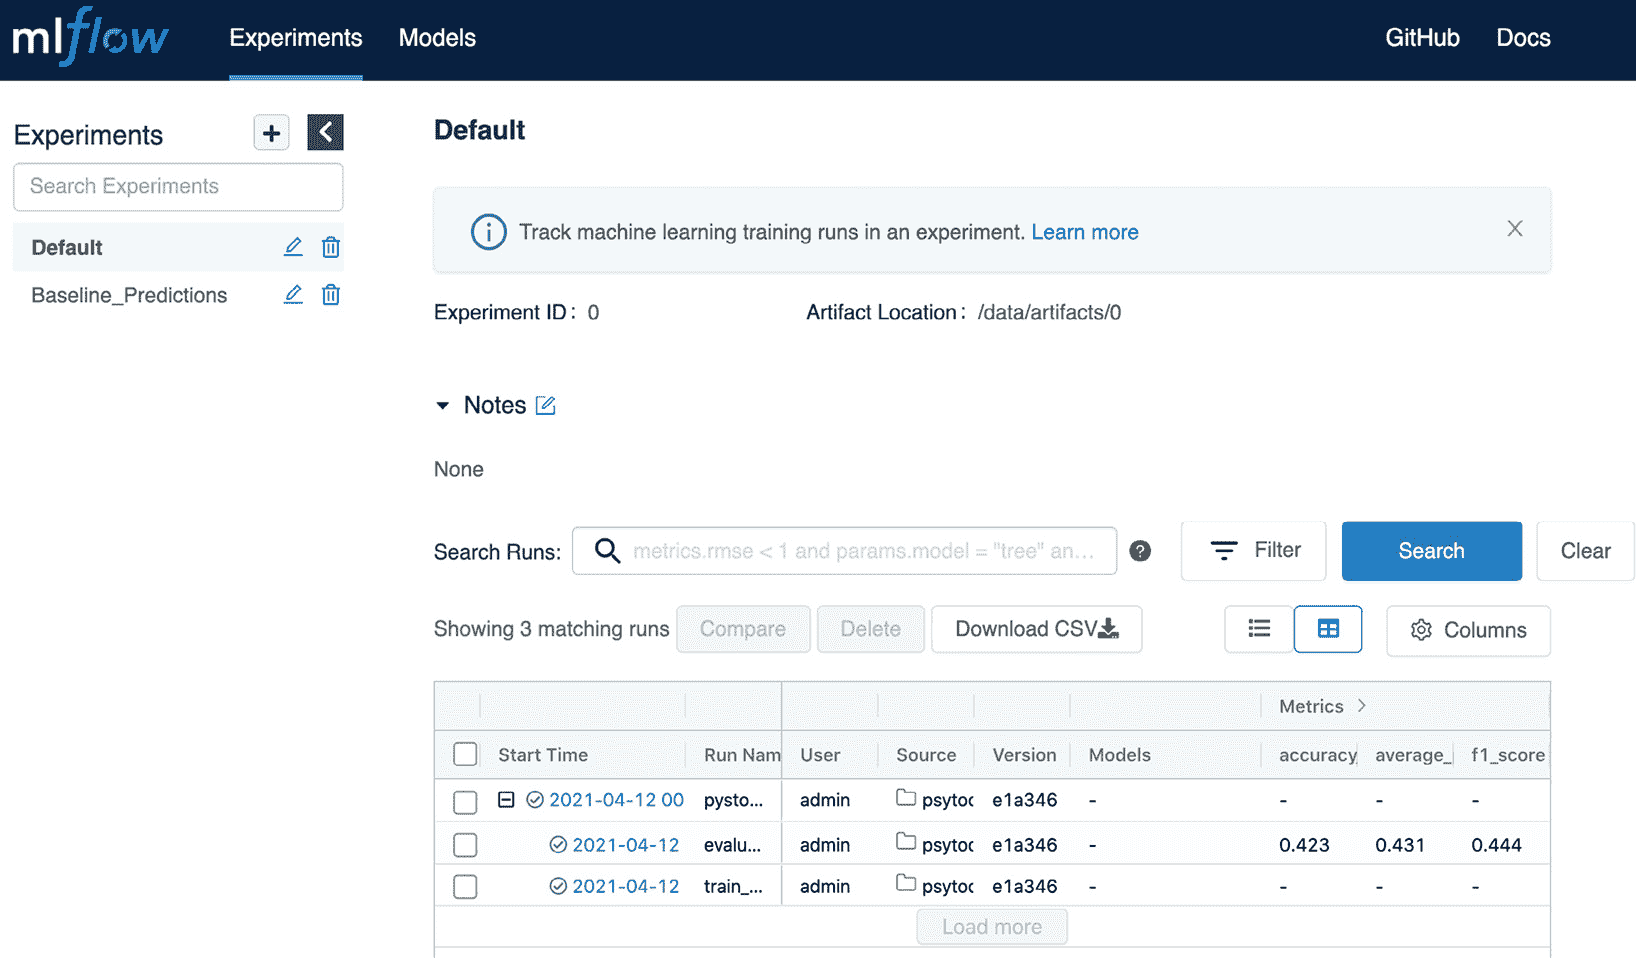 mlflow Experiments Models GitHub Docs
Experiments
Search Experiments
Default
Baseline_Predictions
Default
Track machine learning training runs in an experiment. Learn more
Experiment ID: 0 Artifact Location: /data/artifacts/0
Notes
None
Search Runs: metrics.rmse < 1 and params.model = "tree" an... Filter Search Clear
Showing 3 matching runs Compare Delete Download CSV Columns
Metrics
Start Time Run Nam User Source Version Models accuracy average_ f1_score
2021-04-12 00 pysto... admin psytoc e1a346 - - - -
2021-04-12 evalu... admin psytoc e1a346 - 0.423 0.431 0.444
2021-04-12 train_... admin psytoc e1a346 - - - -
Load more